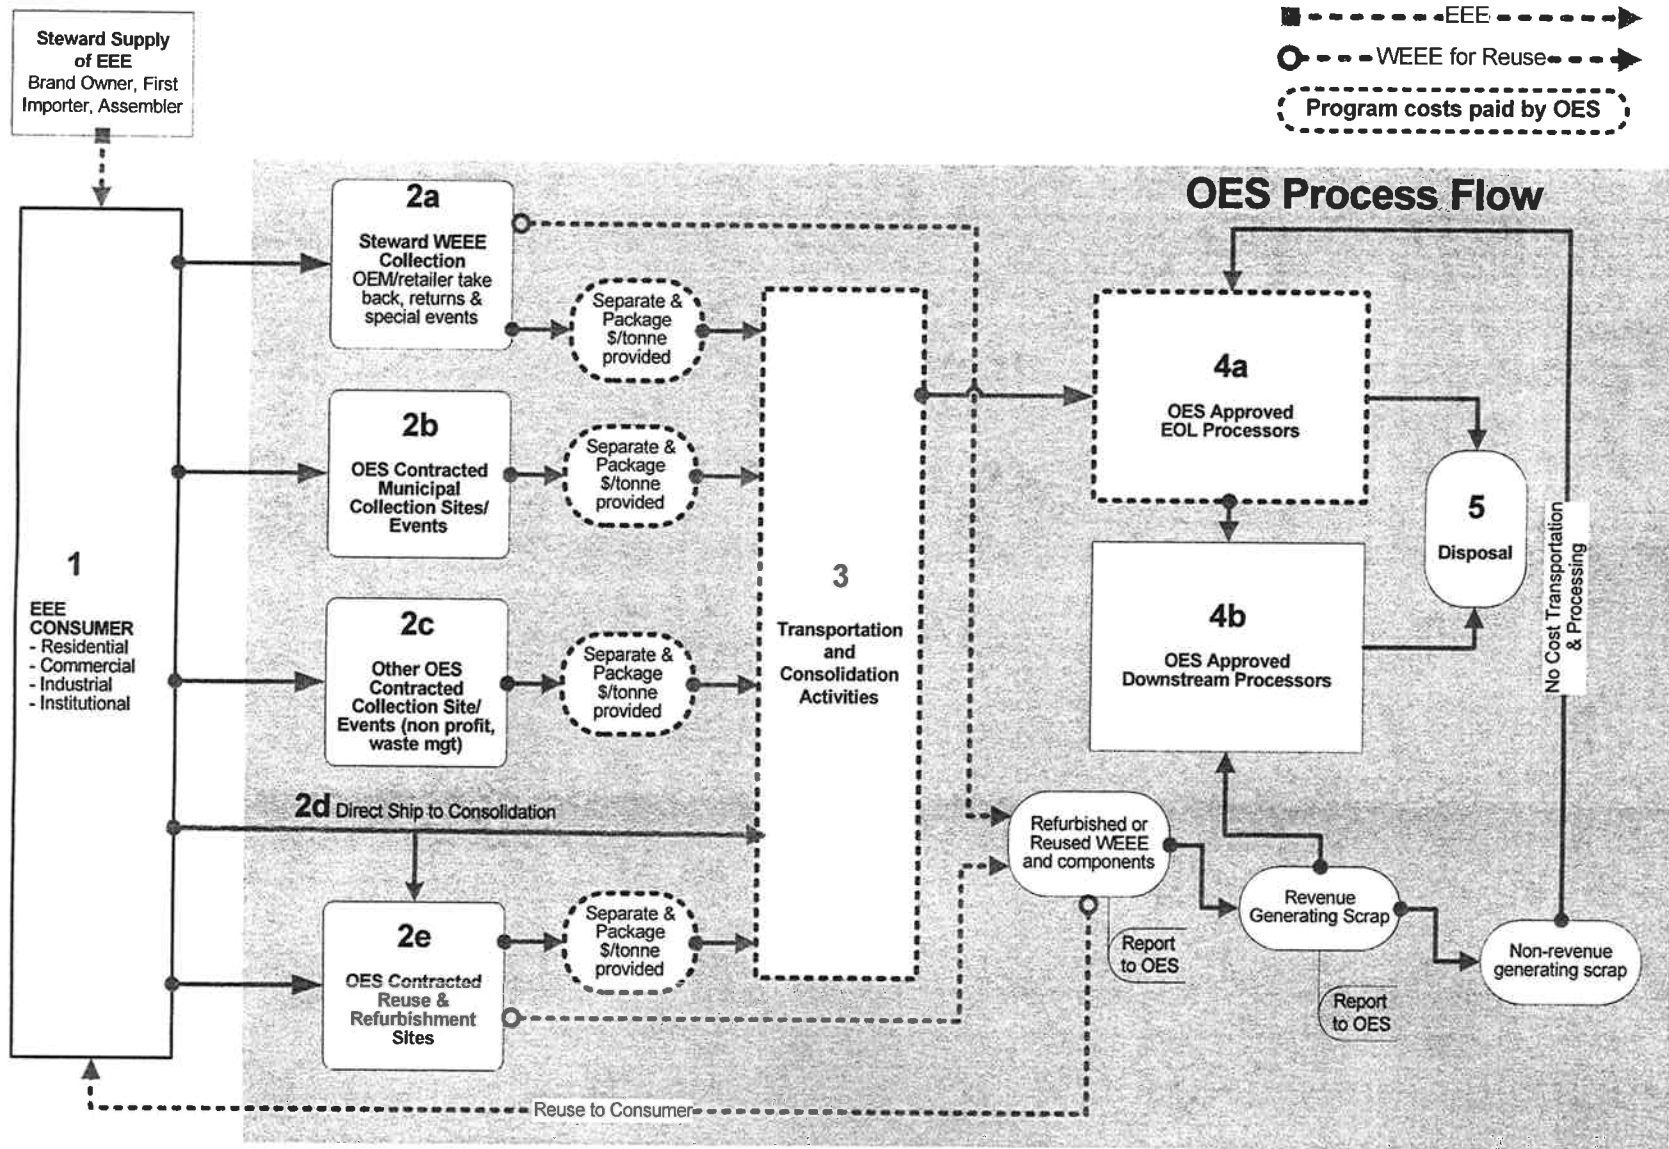 Steward Supply
of EEE
Brand Owner, First
Importer, Assembler
EEE
WEEE for Reuse
Program costs paid by OES
OES Process Flow
1
EEE
CONSUMER
- Residential
- Commercial
- Industrial
- Institutional
2a
Steward WEEE
Collection
OEM/retailer take
back, returns &
special events
Separate &
Package
$/tonne
provided
2b
OES Contracted
Municipal
Collection Sites/
Events
Separate &
Package
$/tonne
provided
2c
Other OES
Contracted
Collection Site/
Events (non profit,
waste mgt)
Separate &
Package
$/tonne
provided
2d Direct Ship to Consolidation
2e
OES Contracted
Reuse &
Refurbishment
Sites
Separate &
Package
$/tonne
provided
3
Transportation
and
Consolidation
Activities
4a
OES Approved
EOL Processors
4b
OES Approved
Downstream Processors
5
Disposal
No Cost Transportation
& Processing
Refurbished or
Reused WEEE
and components
Report
to OES
Revenue
Generating Scrap
Report
to OES
Non-revenue
generating scrap
Reuse to Consumer